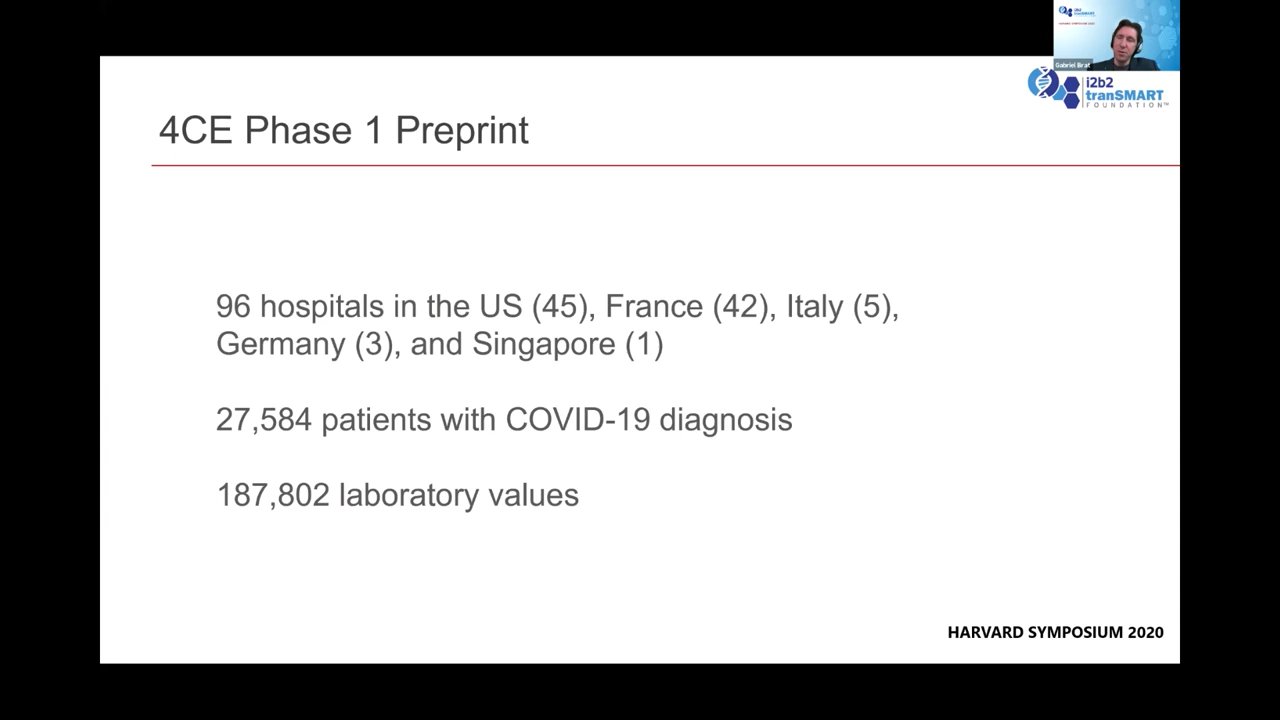 i2b2
tranSMART
FOUNDATION™
Gabriel Brat
4CE Phase 1 Preprint
96 hospitals in the US (45), France (42), Italy (5),
Germany (3), and Singapore (1)
27,584 patients with COVID-19 diagnosis
187,802 laboratory values
HARVARD SYMPOSIUM 2020